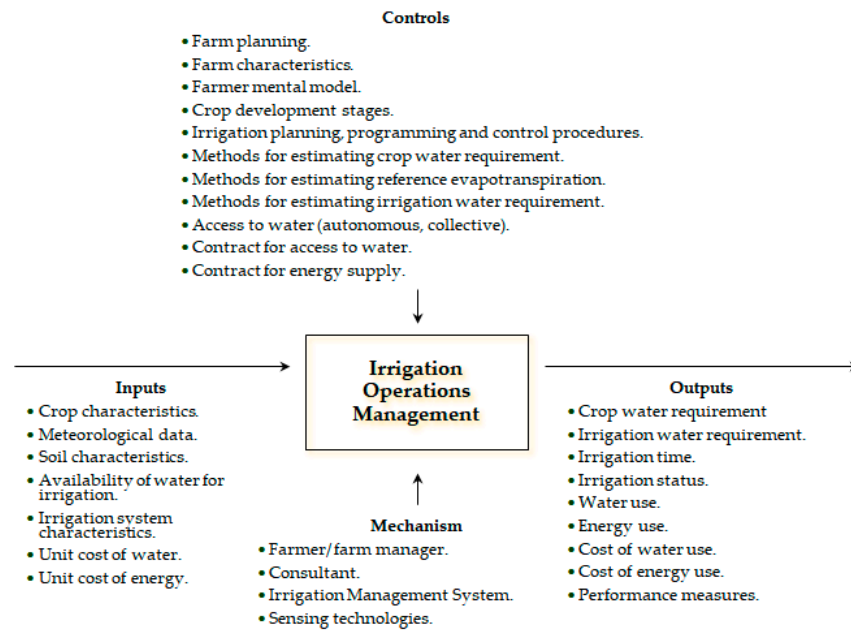 Controls
• Farm planning.
• Farm characteristics.
• Farmer mental model.
• Crop development stages.
• Irrigation planning, programming and control procedures.
• Methods for estimating crop water requirement.
• Methods for estimating reference evapotranspiration.
• Methods for estimating irrigation water requirement.
• Access to water (autonomous, collective).
• Contract for access to water.
• Contract for energy supply.
Irrigation
Operations
Management
Inputs
• Crop characteristics.
• Meteorological data.
• Soil characteristics.
• Availability of water for
irrigation.
• Irrigation system
characteristics.
• Unit cost of water.
• Unit cost of energy.
Mechanism
• Farmer/farm manager.
• Consultant.
• Irrigation Management System.
• Sensing technologies.
Outputs
• Crop water requirement
• Irrigation water requirement.
• Irrigation time.
• Irrigation status.
• Water use.
• Energy use.
• Cost of water use.
• Cost of energy use.
• Performance measures.